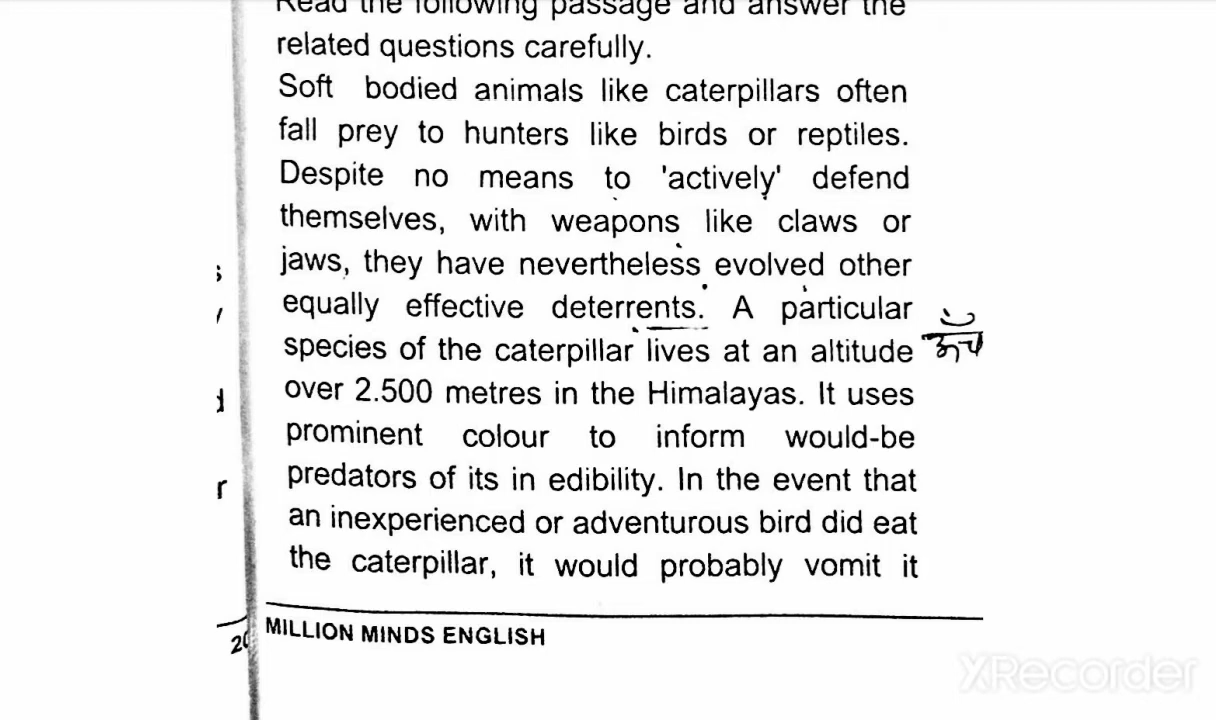 Read the following passage and answer the
related questions carefully.
Soft bodied animals like caterpillars often
fall prey to hunters like birds or reptiles.
Despite no means to 'actively' defend
themselves, with weapons like claws or
jaws, they have nevertheless evolved other
equally effective deterrents. A particular
species of the caterpillar lives at an altitude
over 2.500 metres in the Himalayas. It uses
prominent colour to inform would-be
predators of its in edibility. In the event that
an inexperienced or adventurous bird did eat
the caterpillar, it would probably vomit it
MILLION MINDS ENGLISH
XRecorder